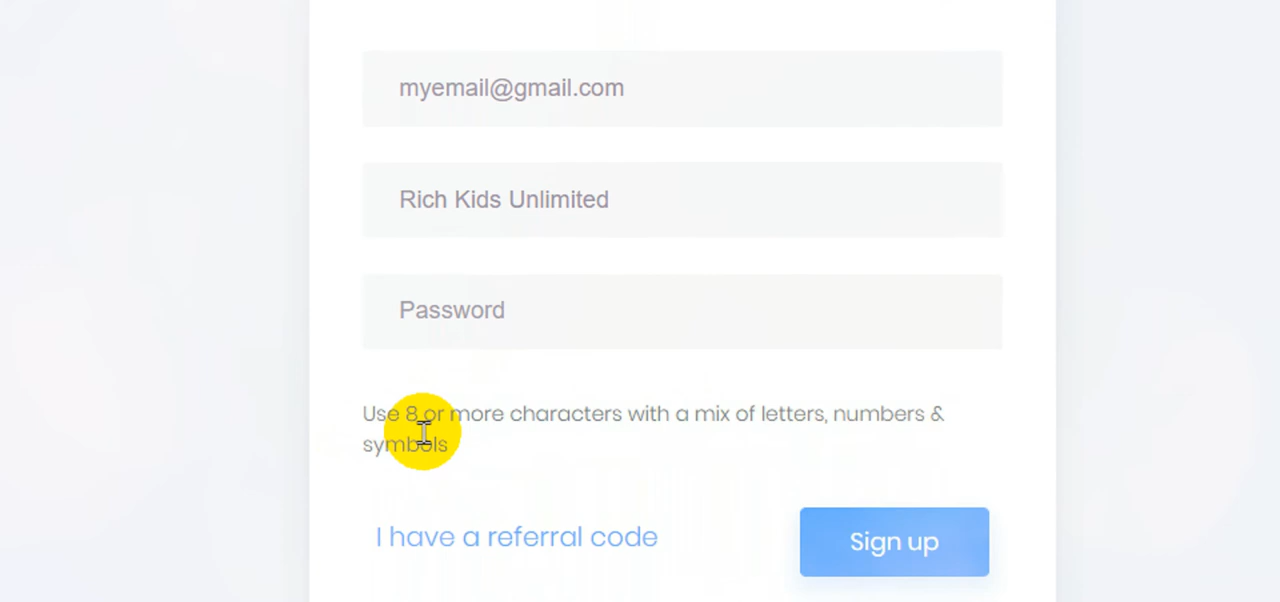 myemail@gmail.com
Rich Kids Unlimited
Password
Use 8 or more characters with a mix of letters, numbers &
symbols
I have a referral code
Sign up